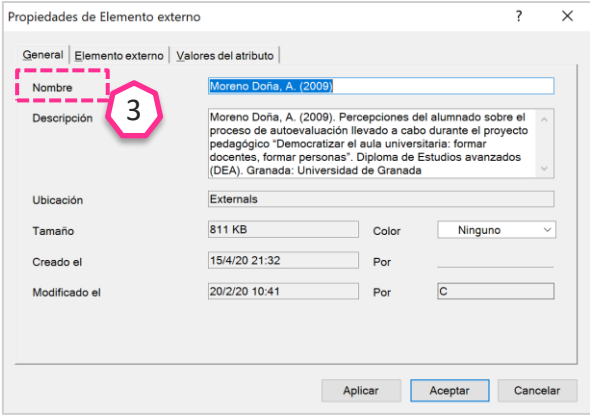 Propiedades de Elemento externo ? ×
General Elemento externo Valores del atributo
Nombre Moreno Doña, A. (2009)
3
Descripción Moreno Doña, A. (2009). Percepciones del alumnado sobre el
proceso de autoevaluación llevado a cabo durante el proyecto
pedagógico "Democratizar el aula universitaria: formar
docentes, formar personas". Diploma de Estudios avanzados
(DEA). Granada: Universidad de Granada
Ubicación Externals
Tamaño 811 KB Color Ninguno
Creado el 15/4/20 21:32 Por
Modificado el 20/2/20 10:41 Por C
Aplicar Aceptar Cancelar